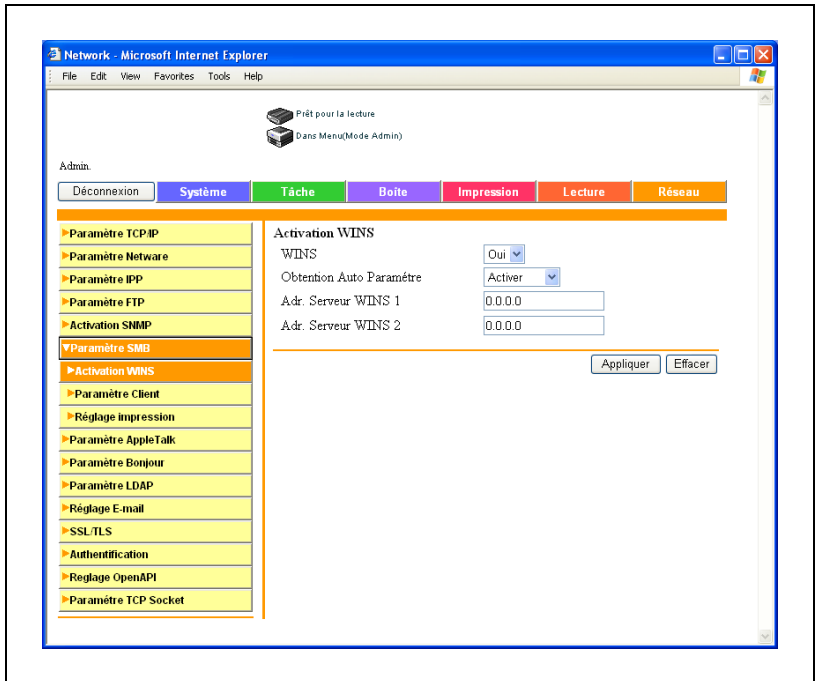 Network - Microsoft Internet Explorer
File Edit View Favorites Tools Help
Prêt pour la lecture
Dans Menu(Mode Admin)
Admin.
Déconnexion Système Tâche Boîte Impression Lecture Réseau
Paramètre TCP/IP
Paramètre Netware
Paramètre IPP
Paramètre FTP
Activation SNMP
Paramètre SMB
Activation WINS
Paramètre Client
Réglage impression
Paramètre AppleTalk
Paramètre Bonjour
Paramètre LDAP
Réglage E-mail
SSL/TLS
Authentification
Reglage OpenAPI
Paramétre TCP Socket
Activation WINS
WINS Oui
Obtention Auto Paramétre Activer
Adr. Serveur WINS 1 0.0.0.0
Adr. Serveur WINS 2 0.0.0.0
Appliquer Effacer